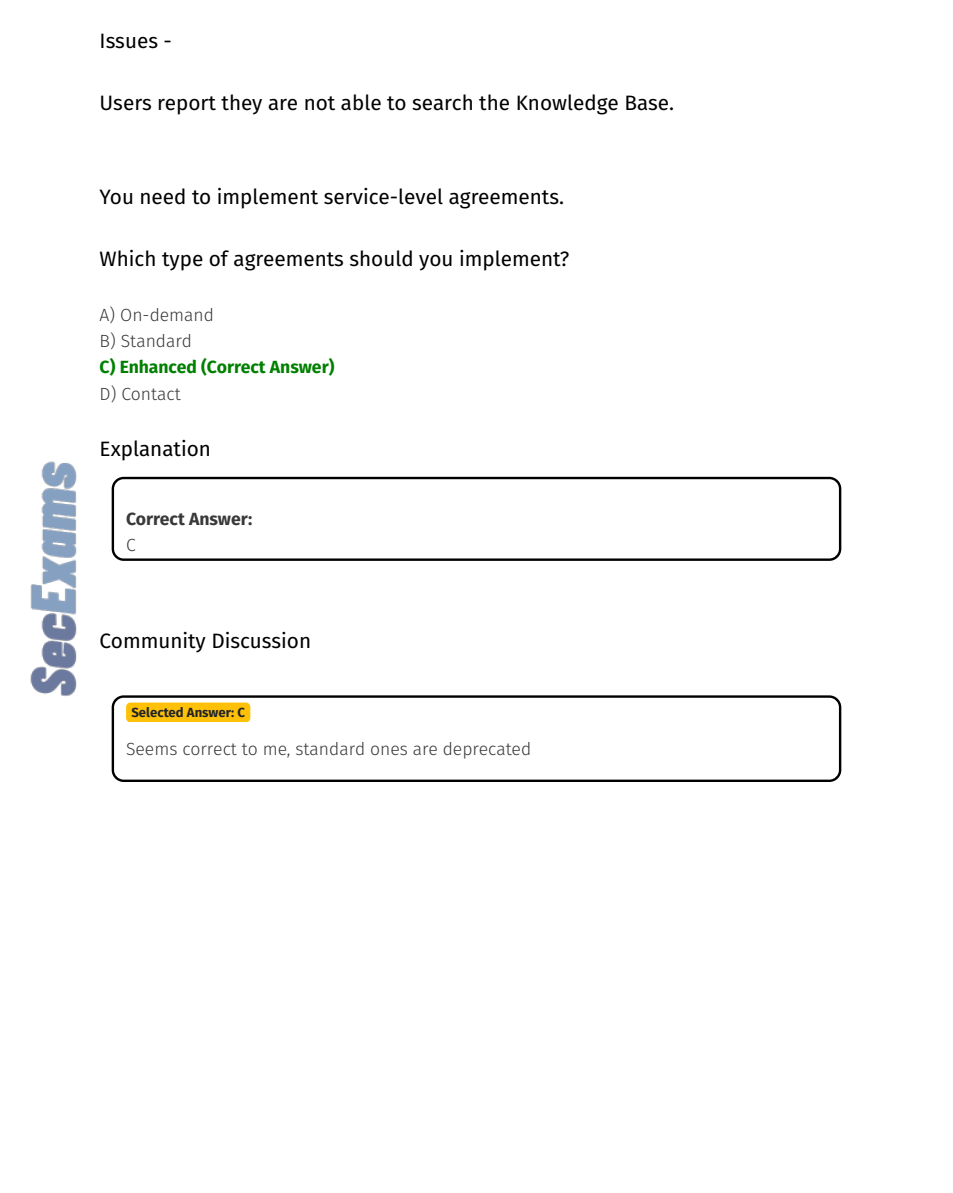 Issues -
Users report they are not able to search the Knowledge Base.
You need to implement service-level agreements.
Which type of agreements should you implement?
A) On-demand
B) Standard
C) Enhanced (Correct Answer)
D) Contact
Explanation
Correct Answer:
C
SecExams
Community Discussion
Selected Answer: C
Seems correct to me, standard ones are deprecated